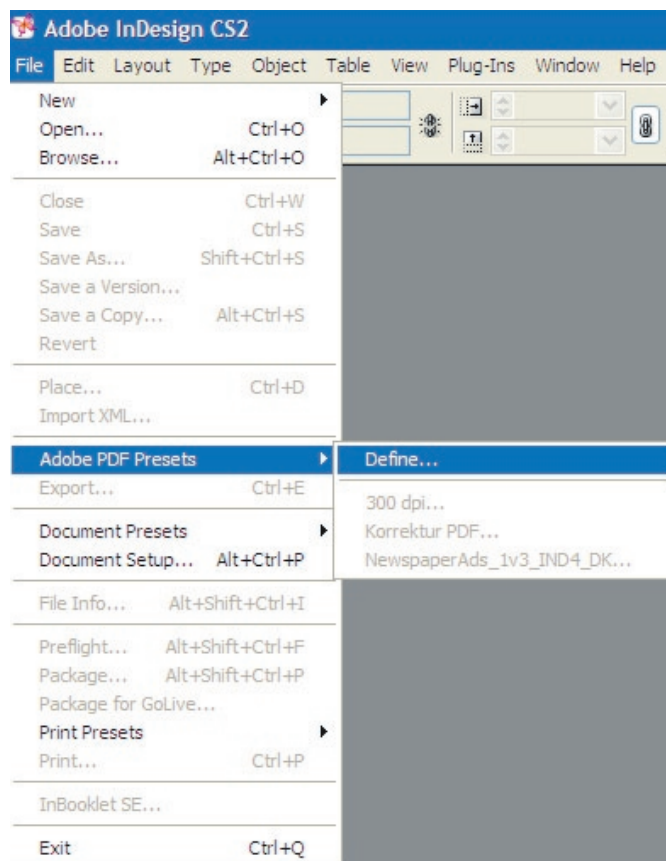 Adobe InDesign CS2
File Edit Layout Type Object Table View Plug-Ins Window Help
New
Open... Ctrl+O
Browse... Alt+Ctrl+O
Close Ctrl+W
Save Ctrl+S
Save As... Shift+Ctrl+S
Save a Version...
Save a Copy... Alt+Ctrl+S
Revert
Place... Ctrl+D
Import XML...
Adobe PDF Presets
Define...
Export... Ctrl+E
300 dpi...
Korrektur PDF...
NewspaperAds_1v3_IND4_DK...
Document Presets
Document Setup... Alt+Ctrl+P
File Info... Alt+Shift+Ctrl+I
Preflight... Alt+Shift+Ctrl+F
Package... Alt+Shift+Ctrl+P
Package for GoLive...
Print Presets
Print... Ctrl+P
InBooklet SE...
Exit Ctrl+Q